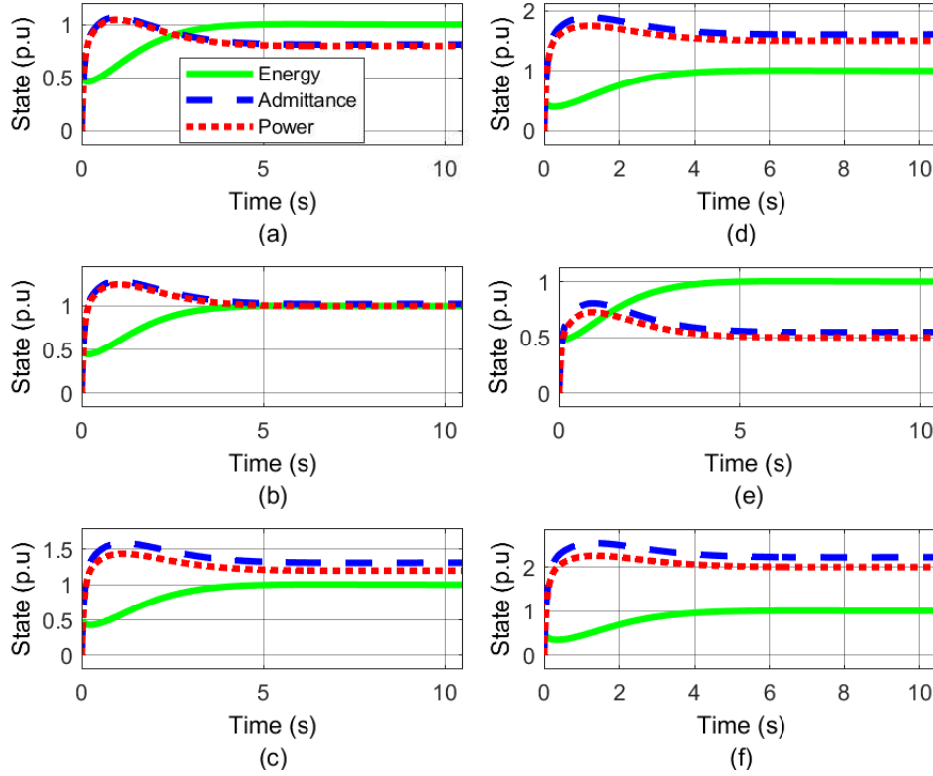 State (p.u)
1
0.5
0
Energy
Admittance
Power
0 5 10
Time (s)
(a)
State (p.u)
2
1
0
0 2 4 6 8 10
Time (s)
(d)
State (p.u)
1
0.5
0
0 5 10
Time (s)
(b)
State (p.u)
1
0.5
0
0 5 10
Time (s)
(e)
State (p.u)
1.5
1
0.5
0
0 5 10
Time (s)
(c)
State (p.u)
2
1
0
0 2 4 6 8 10
Time (s)
(f)